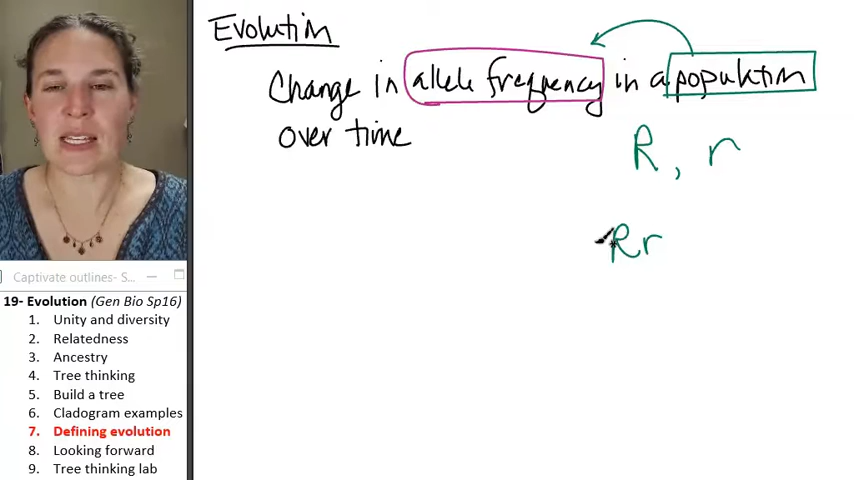 Evolution
Change in allele frequency in a population
over time
R, r
Rr
Captivate outlines- S...
19- Evolution (Gen Bio Sp16)
1. Unity and diversity
2. Relatedness
3. Ancestry
4. Tree thinking
5. Build a tree
6. Cladogram examples
7. Defining evolution
8. Looking forward
9. Tree thinking lab